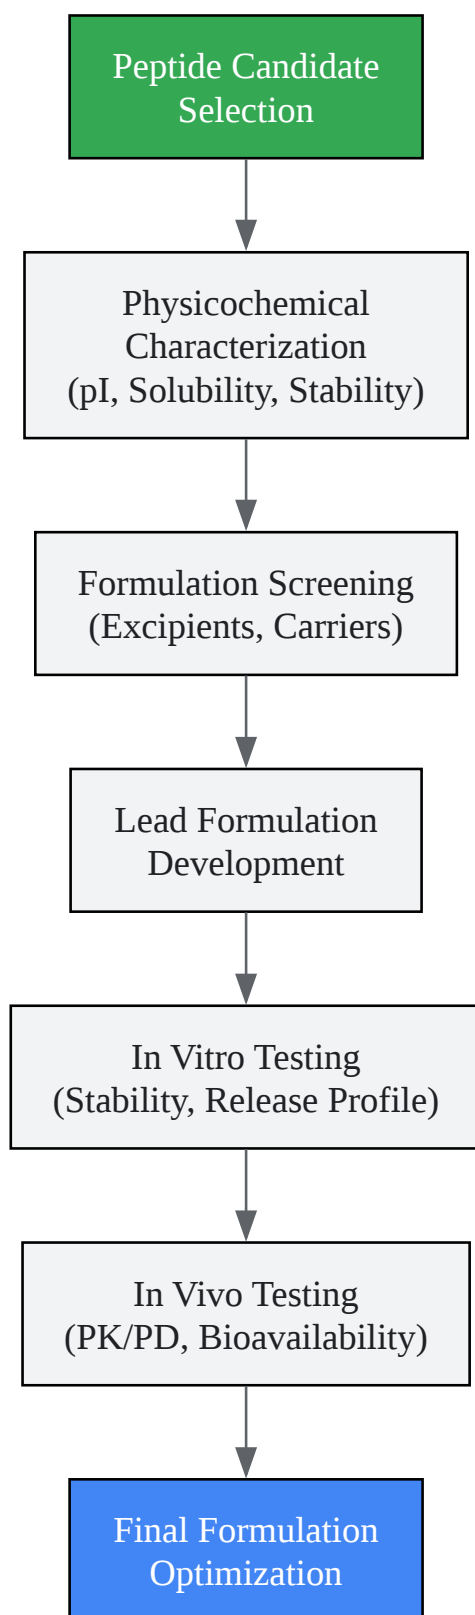 Peptide Candidate
Selection
Physicochemical
Characterization
(pI, Solubility, Stability)
Formulation Screening
(Excipients, Carriers)
Lead Formulation
Development
In Vitro Testing
(Stability, Release Profile)
In Vivo Testing
(PK/PD, Bioavailability)
Final Formulation
Optimization